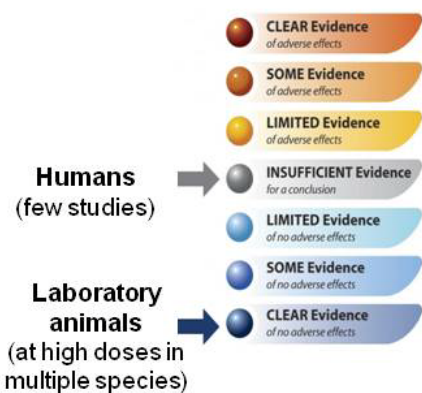 CLEAR Evidence
of adverse effects
SOME Evidence
of adverse effects
LIMITED Evidence
of adverse effects
Humans
(few studies)
INSUFFICIENT Evidence
for a conclusion
LIMITED Evidence
of no adverse effects
SOME Evidence
of no adverse effects
Laboratory
animals
(at high doses in
multiple species)
CLEAR Evidence
of no adverse effects